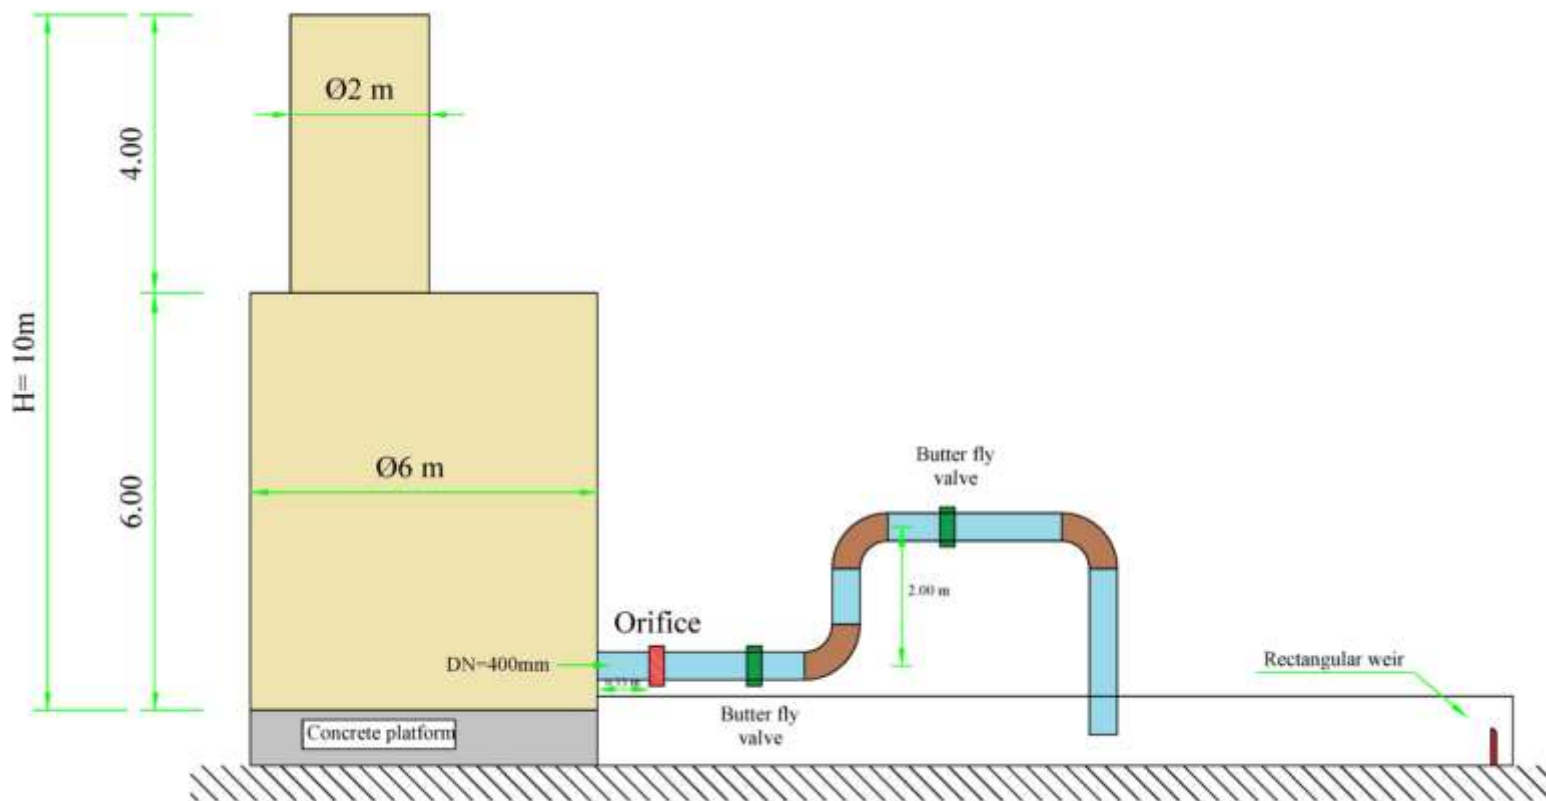 Ø2 m
4.00
H= 10m
Ø6 m
6.00
Butter fly
valve
2.00 m
Orifice
DN=400mm
Rectangular weir
Butter fly
valve
Concrete platform